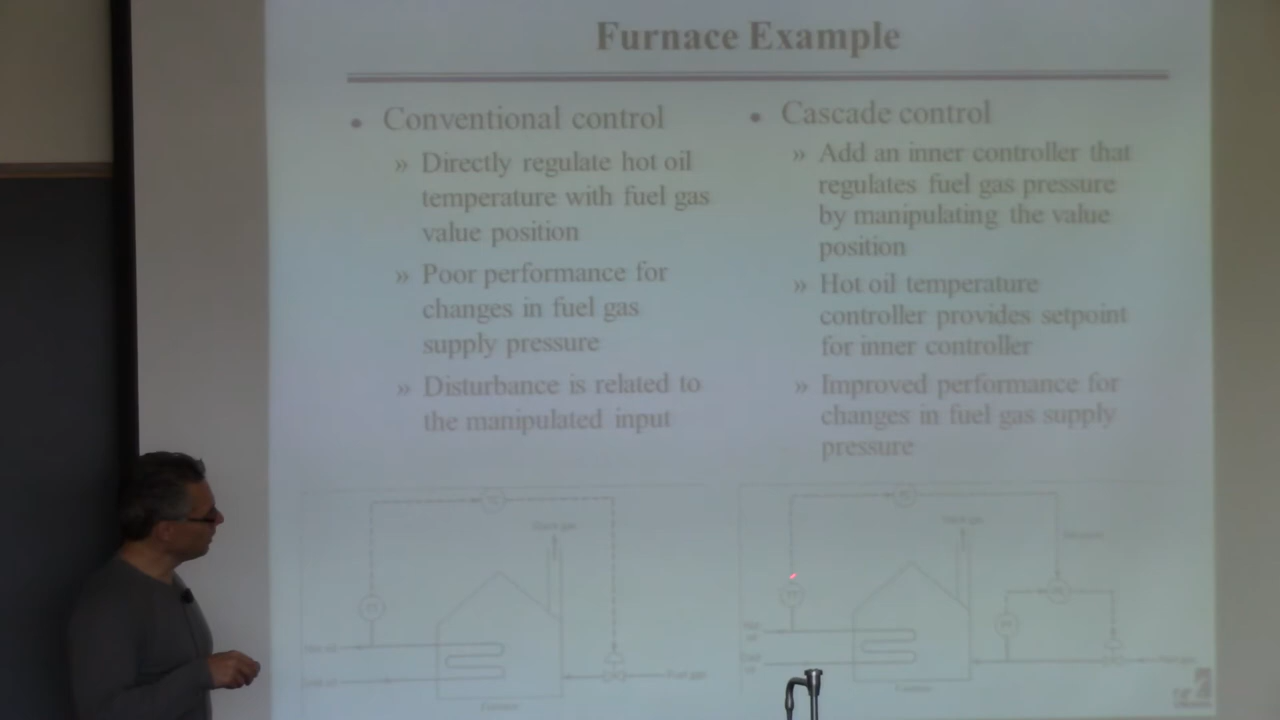 Furnace Example
• Conventional control
» Directly regulate hot oil
temperature with fuel gas
value position
» Poor performance for
changes in fuel gas
supply pressure
» Disturbance is related to
the manipulated input
• Cascade control
» Add an inner controller that
regulates fuel gas pressure
by manipulating the value
position
» Hot oil temperature
controller provides setpoint
for inner controller
» Improved performance for
changes in fuel gas supply
pressure